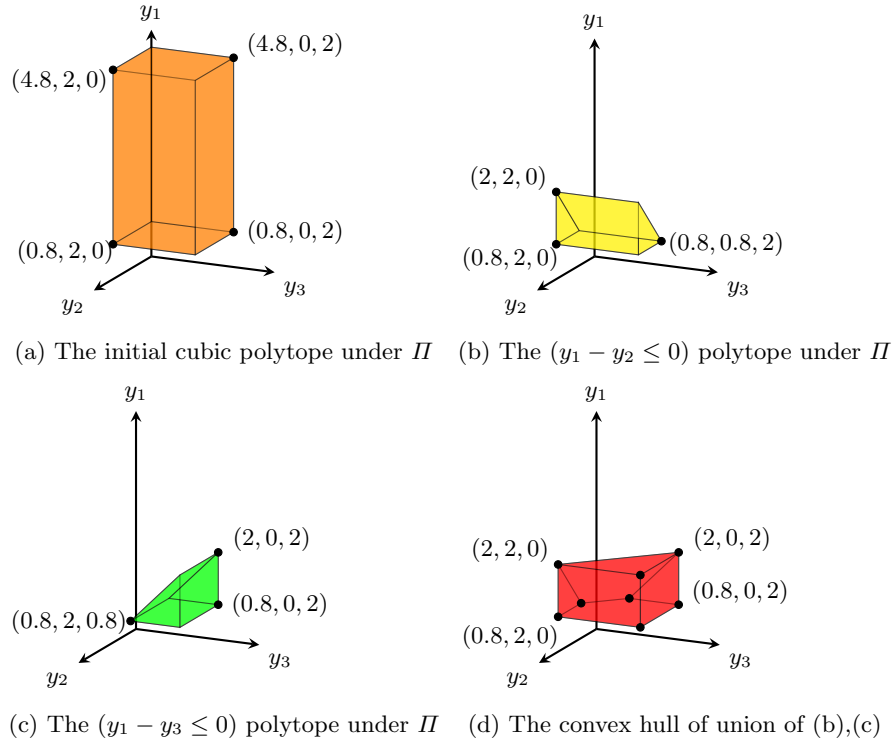 y₁
(4.8, 0, 2)
(4.8, 2, 0)
(0.8, 0, 2)
(0.8, 2, 0)
y₂
y₃
(a) The initial cubic polytope under Π
y₁
(2, 2, 0)
(0.8, 0.8, 2)
(0.8, 2, 0)
y₂
y₃
(b) The (y₁ − y₂ ≤ 0) polytope under Π
y₁
(2, 0, 2)
(0.8, 0, 2)
(0.8, 2, 0.8)
y₂
y₃
(c) The (y₁ − y₃ ≤ 0) polytope under Π
y₁
(2, 0, 2)
(2, 2, 0)
(0.8, 0, 2)
(0.8, 2, 0)
y₂
y₃
(d) The convex hull of union of (b),(c)